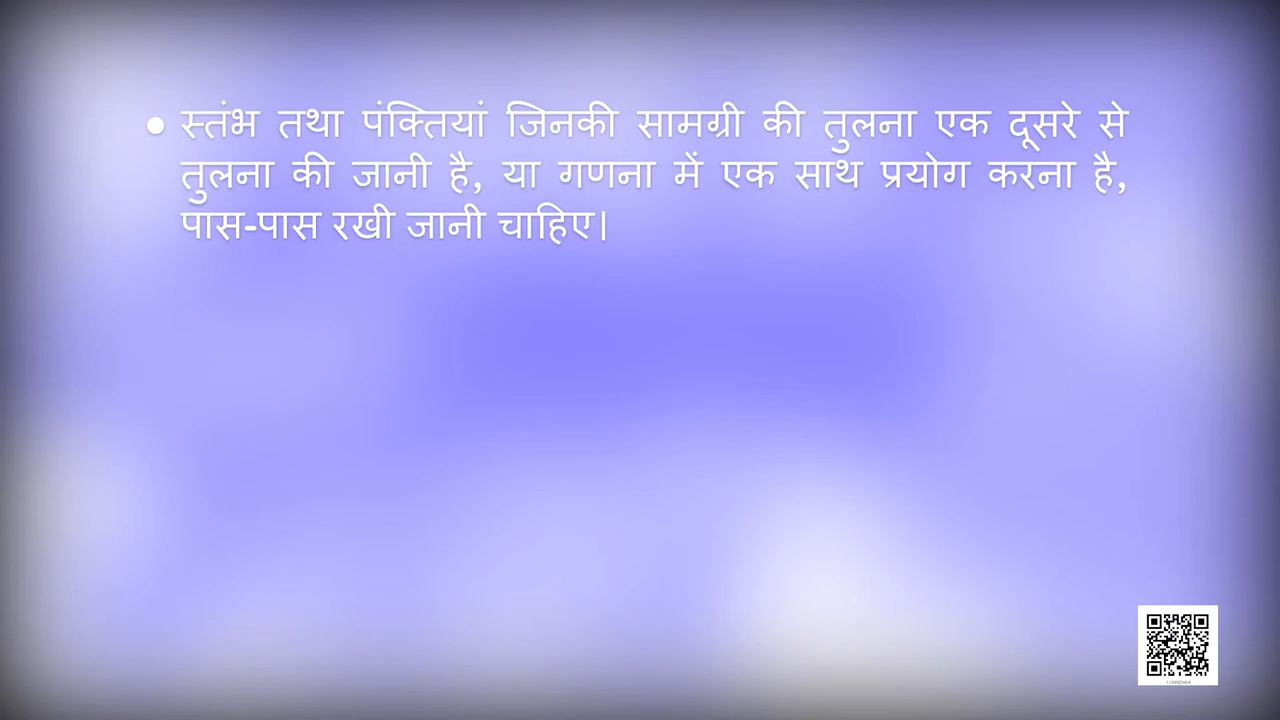 • स्तंभ तथा पंक्तियां जिनकी सामग्री की तुलना एक दूसरे से
तुलना की जानी है, या गणना में एक साथ प्रयोग करना है,
पास-पास रखी जानी चाहिए।